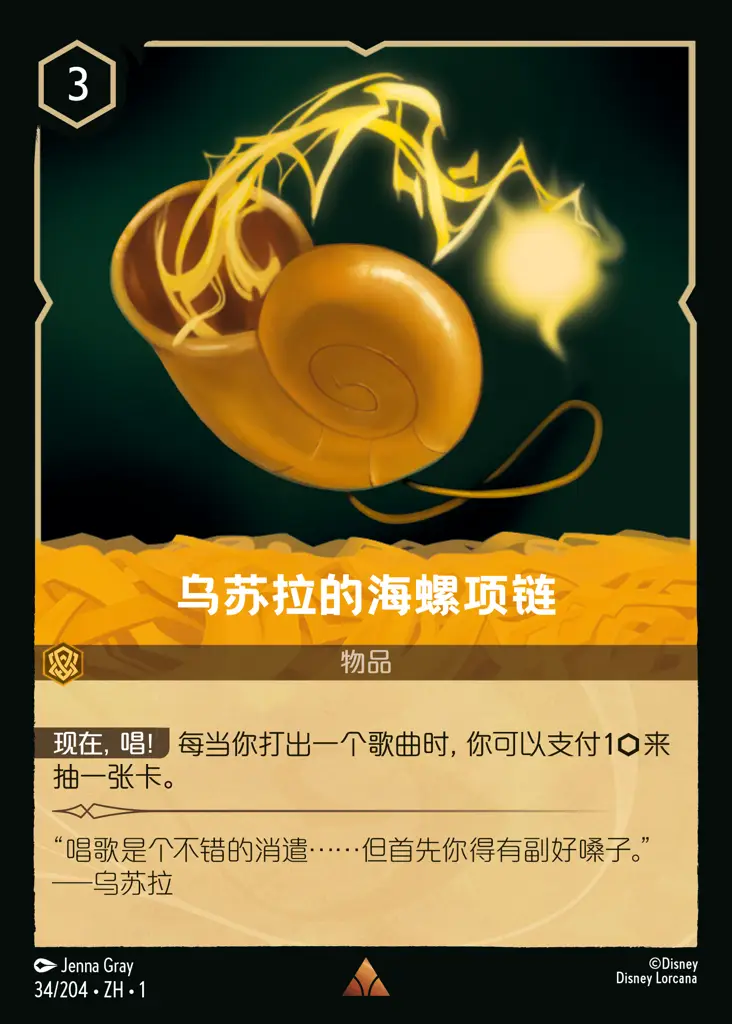 3
乌苏拉的海螺项链
物品
现在, 唱! 每当你打出一个歌曲时, 你可以支付1⬡来
抽一张卡。
“唱歌是个不错的消遣……但首先你得有副好嗓子。”
——乌苏拉
Jenna Gray
34/204 • ZH • 1
©Disney
Disney Lorcana